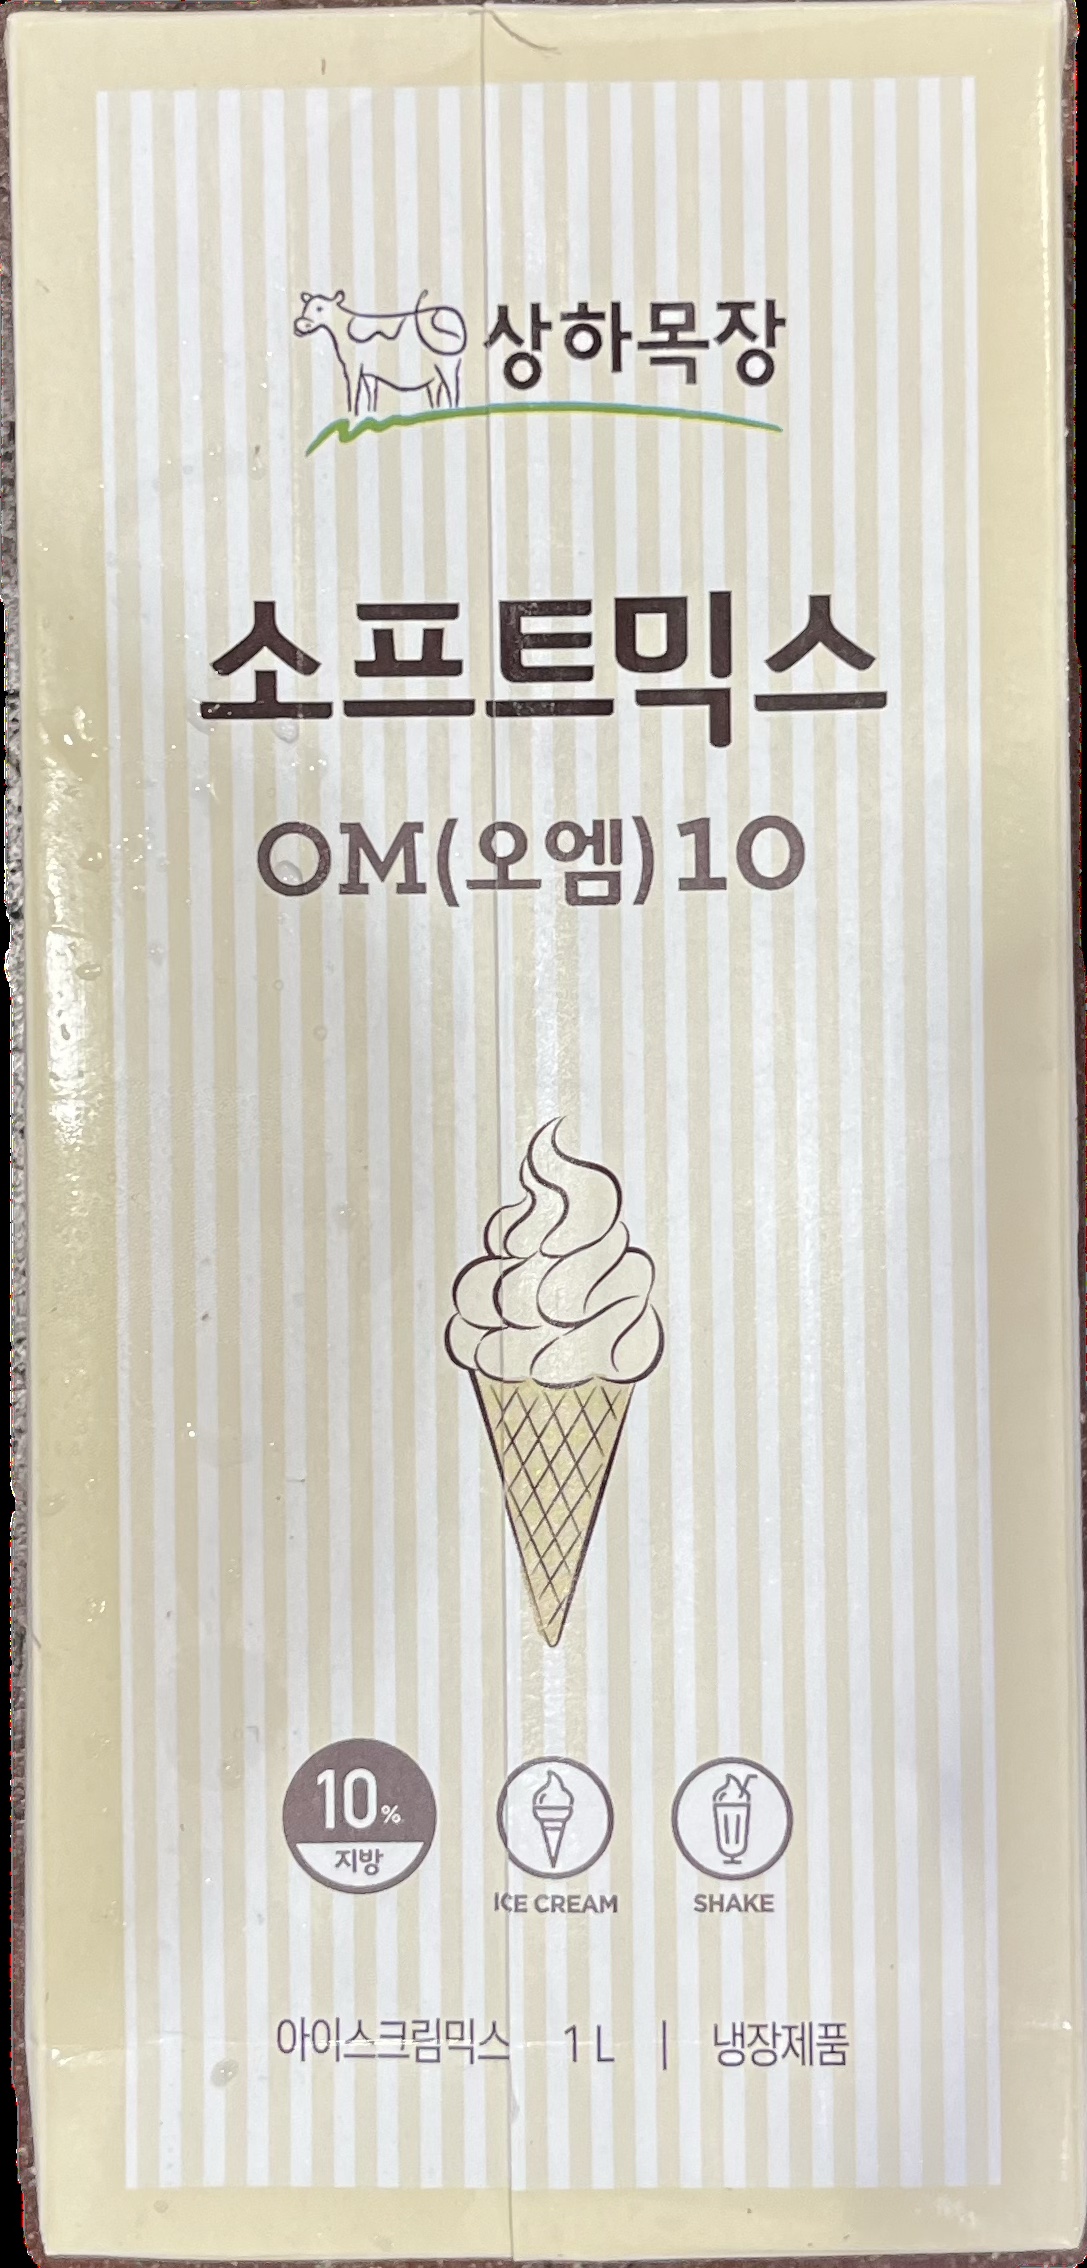 상하목장
소프트믹스
OM(오엠)10
10%
지방
ICE CREAM
SHAKE
아이스크림믹스 1 L | 냉장제품